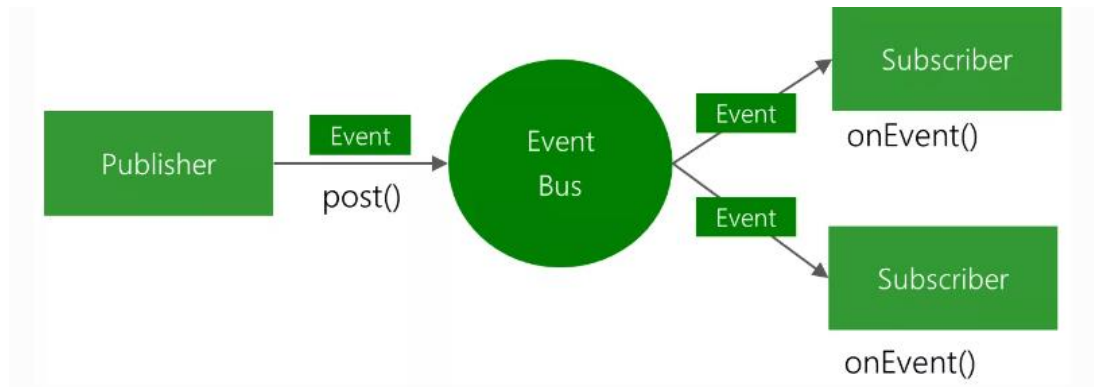 Publisher
Event
post()
Event
Bus
Event
Subscriber
onEvent()
Event
Subscriber
onEvent()